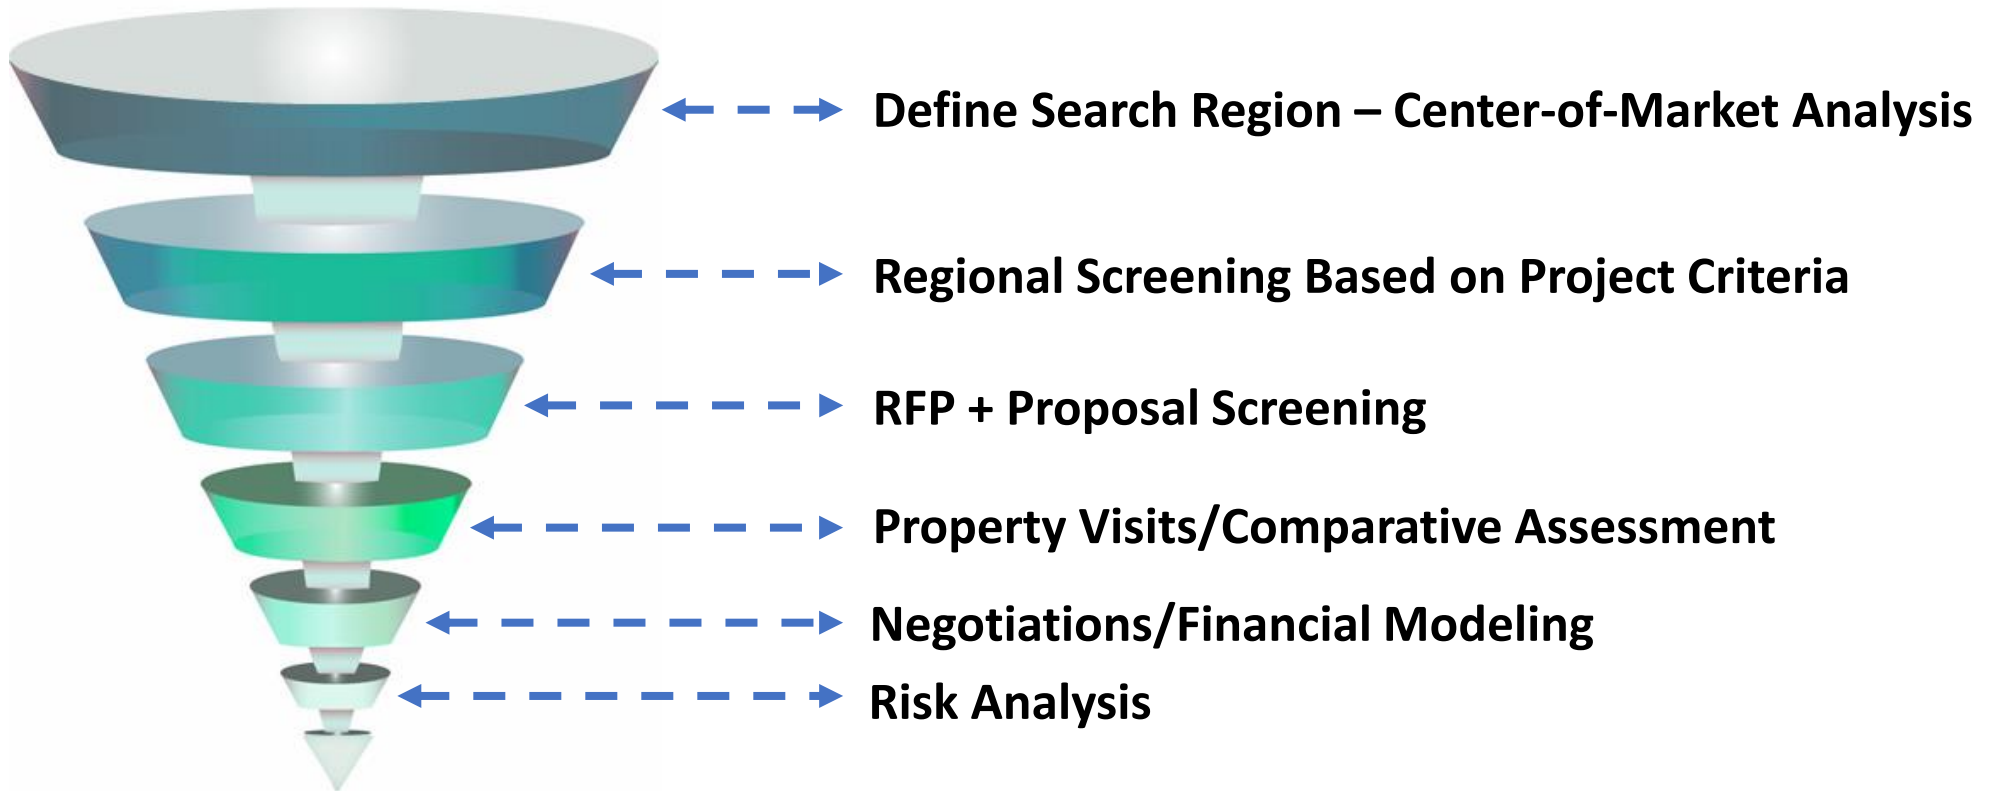 Define Search Region – Center-of-Market Analysis
Regional Screening Based on Project Criteria
RFP + Proposal Screening
Property Visits/Comparative Assessment
Negotiations/Financial Modeling
Risk Analysis